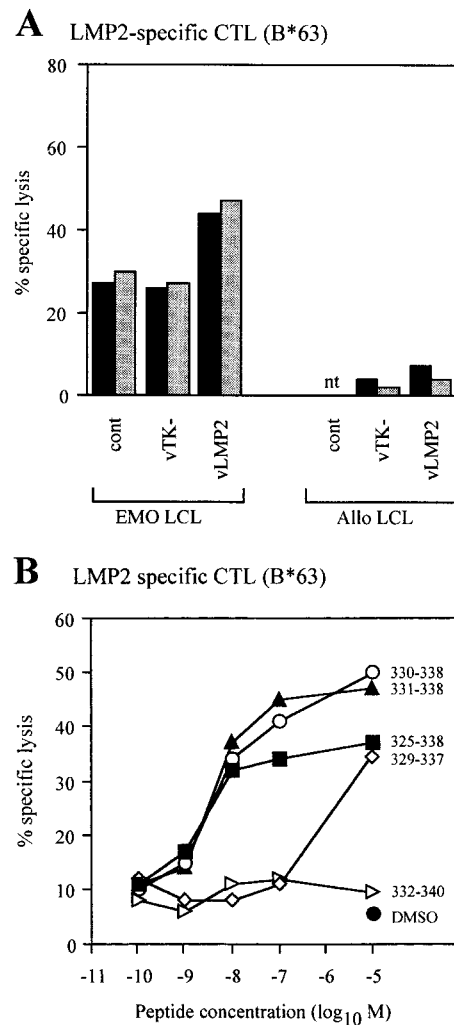 A LMP2-specific CTL (B*63)
80
60
40
20
0
% specific lysis
nt
cont
vTK-
vLMP2
cont
vTK-
vLMP2
EMO LCL
Allo LCL
B LMP2 specific CTL (B*63)
60
50
40
30
20
10
0
% specific lysis
330-338
331-338
325-338
329-337
332-340
DMSO
-11 -10 -9 -8 -7 -5
Peptide concentration (log10 M)